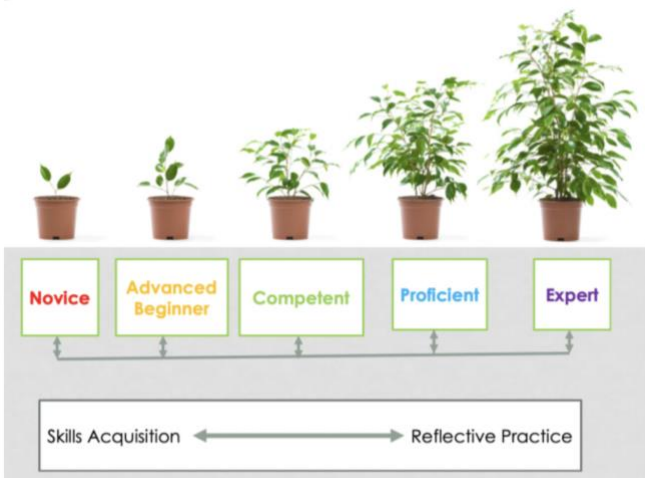 Novice
Advanced
Beginner
Competent
Proficient
Expert
Skills Acquisition
Reflective Practice